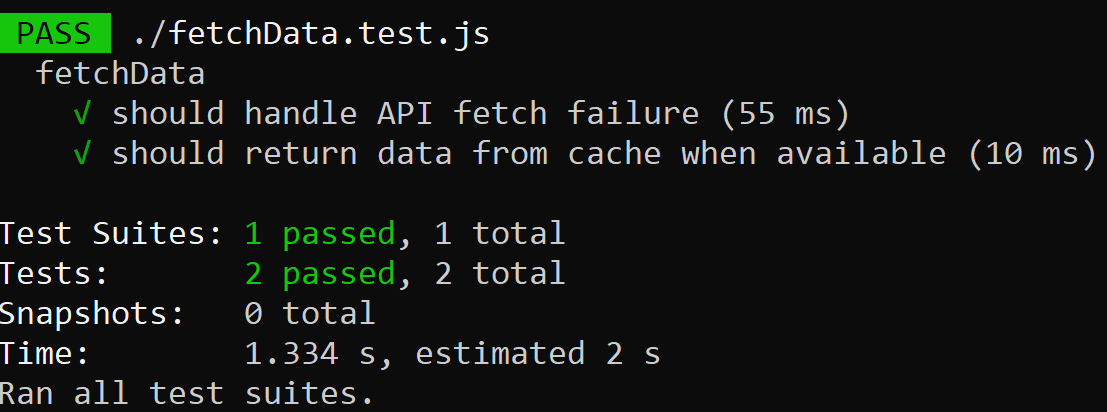 PASS ./fetchData.test.js
fetchData
√ should handle API fetch failure (55 ms)
√ should return data from cache when available (10 ms)
Test Suites: 1 passed, 1 total
Tests: 2 passed, 2 total
Snapshots: 0 total
Time: 1.334 s, estimated 2 s
Ran all test suites.